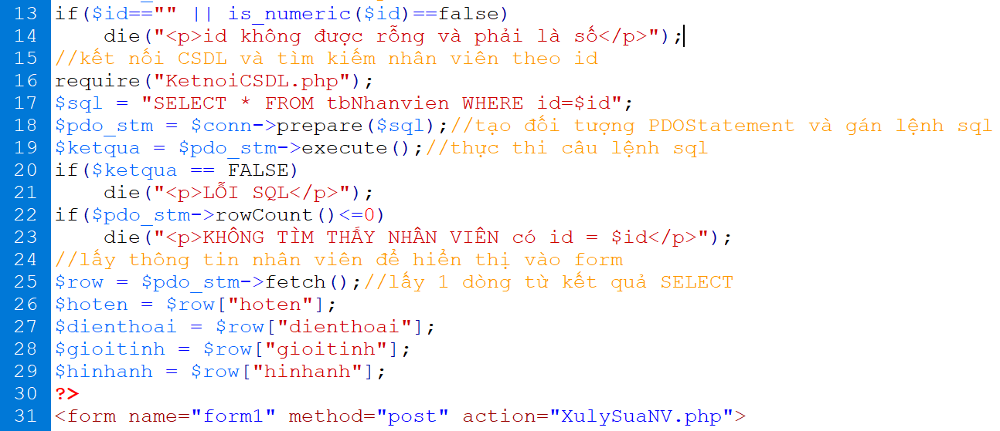 13 if($id=="" || is_numeric($id)==false)
14     die("<p>id không được rỗng và phải là số</p>");
15 //kết nối CSDL và tìm kiếm nhân viên theo id
16 require("KetnoiCSDL.php");
17 $sql = "SELECT * FROM tbNhanvien WHERE id=$id";
18 $pdo_stm = $conn->prepare($sql);//tạo đối tượng PDOStatement và gán lệnh sql
19 $ketqua = $pdo_stm->execute();//thực thi câu lệnh sql
20 if($ketqua == FALSE)
21     die("<p>LỖI SQL</p>");
22 if($pdo_stm->rowCount()<=0)
23     die("<p>KHÔNG TÌM THẤY NHÂN VIÊN có id = $id</p>");
24 //lấy thông tin nhân viên để hiển thị vào form
25 $row = $pdo_stm->fetch();//lấy 1 dòng từ kết quả SELECT
26 $hoten = $row["hoten"];
27 $dienthoai = $row["dienthoai"];
28 $gioitinh = $row["gioitinh"];
29 $hinhanh = $row["hinhanh"];
30 ?>
31 <form name="form1" method="post" action="XulySuaNV.php">